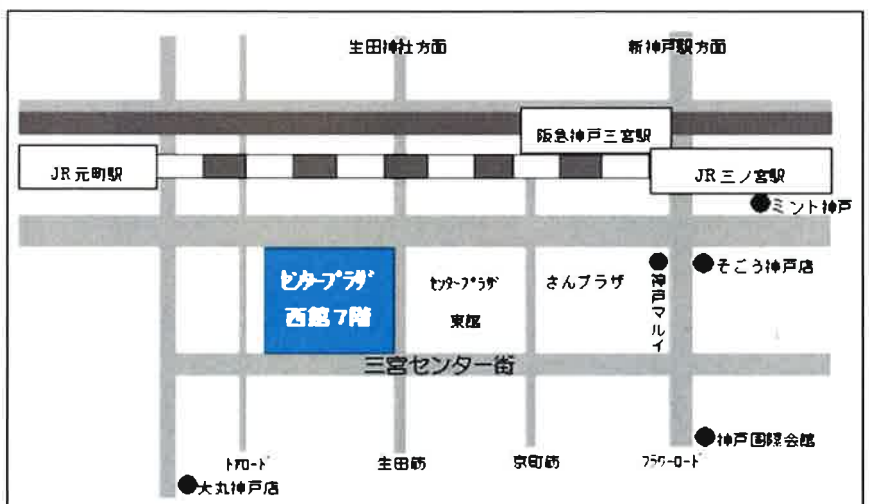 生田神社方面
新神戸駅方面
阪急神戸三宮駅
JR元町駅
JR三ノ宮駅
ミント神戸
センタープラザ
西館7階
センタープラザ
東館
さんプラザ
神戸マルイ
そごう神戸店
三宮センター街
神戸国際会館
トアロード
生田筋
京町筋
フラワーロード
大丸神戸店